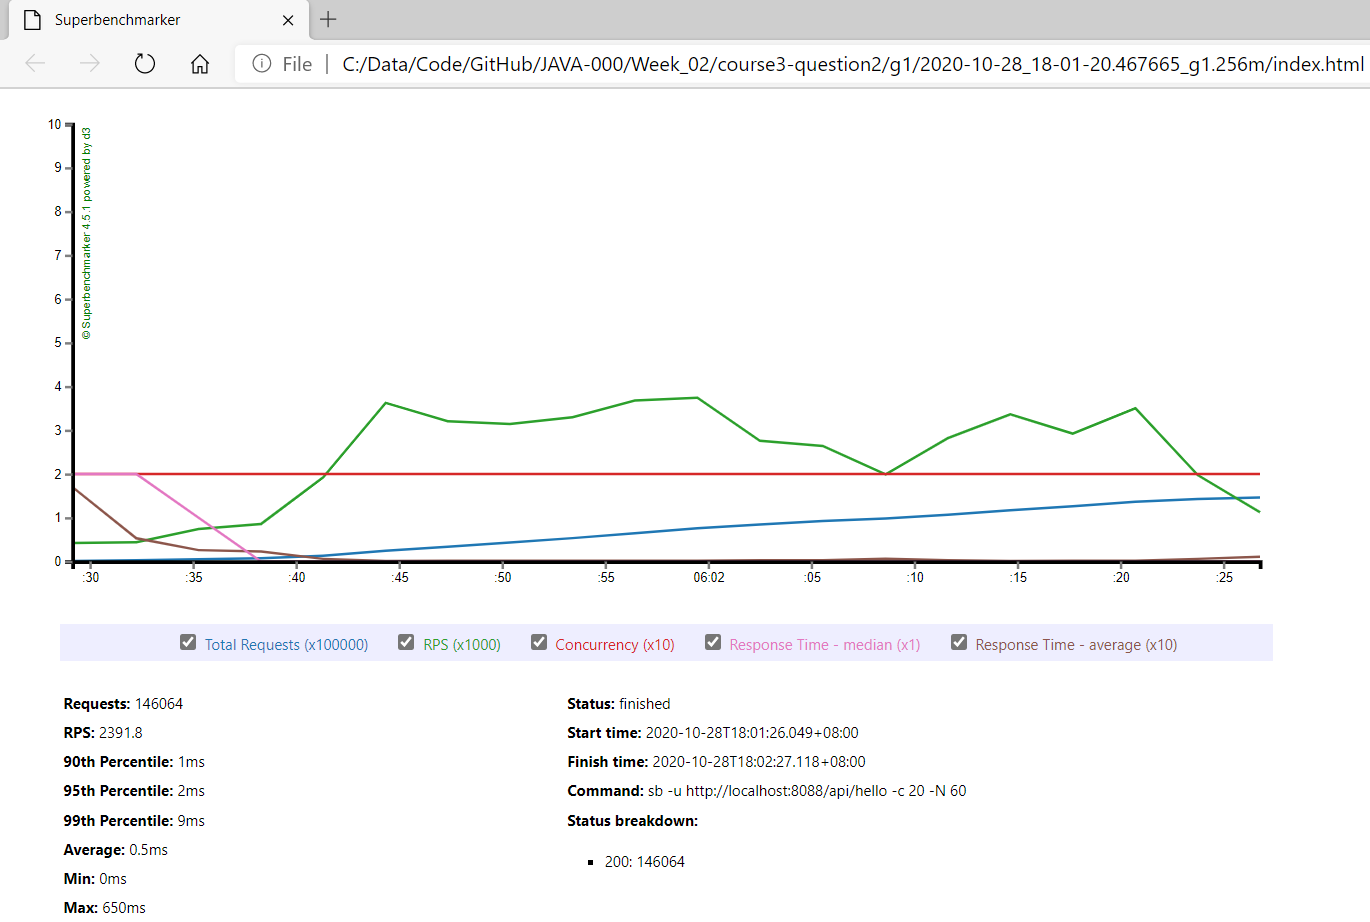 Superbenchmarker
File | C:/Data/Code/GitHub/JAVA-000/Week_02/course3-question2/g1/2020-10-28_18-01-20.467665_g1.256m/index.html
© Superbenchmarker 4.5.1 powered by d3
10
9
8
7
6
5
4
3
2
1
0
:30 :35 :40 :45 :50 :55 06:02 :05 :10 :15 :20 :25
Total Requests (x100000) RPS (x1000) Concurrency (x10) Response Time - median (x1) Response Time - average (x10)
Requests: 146064
RPS: 2391.8
90th Percentile: 1ms
95th Percentile: 2ms
99th Percentile: 9ms
Average: 0.5ms
Min: 0ms
Max: 650ms
Status: finished
Start time: 2020-10-28T18:01:26.049+08:00
Finish time: 2020-10-28T18:02:27.118+08:00
Command: sb -u http://localhost:8088/api/hello -c 20 -N 60
Status breakdown:
200: 146064